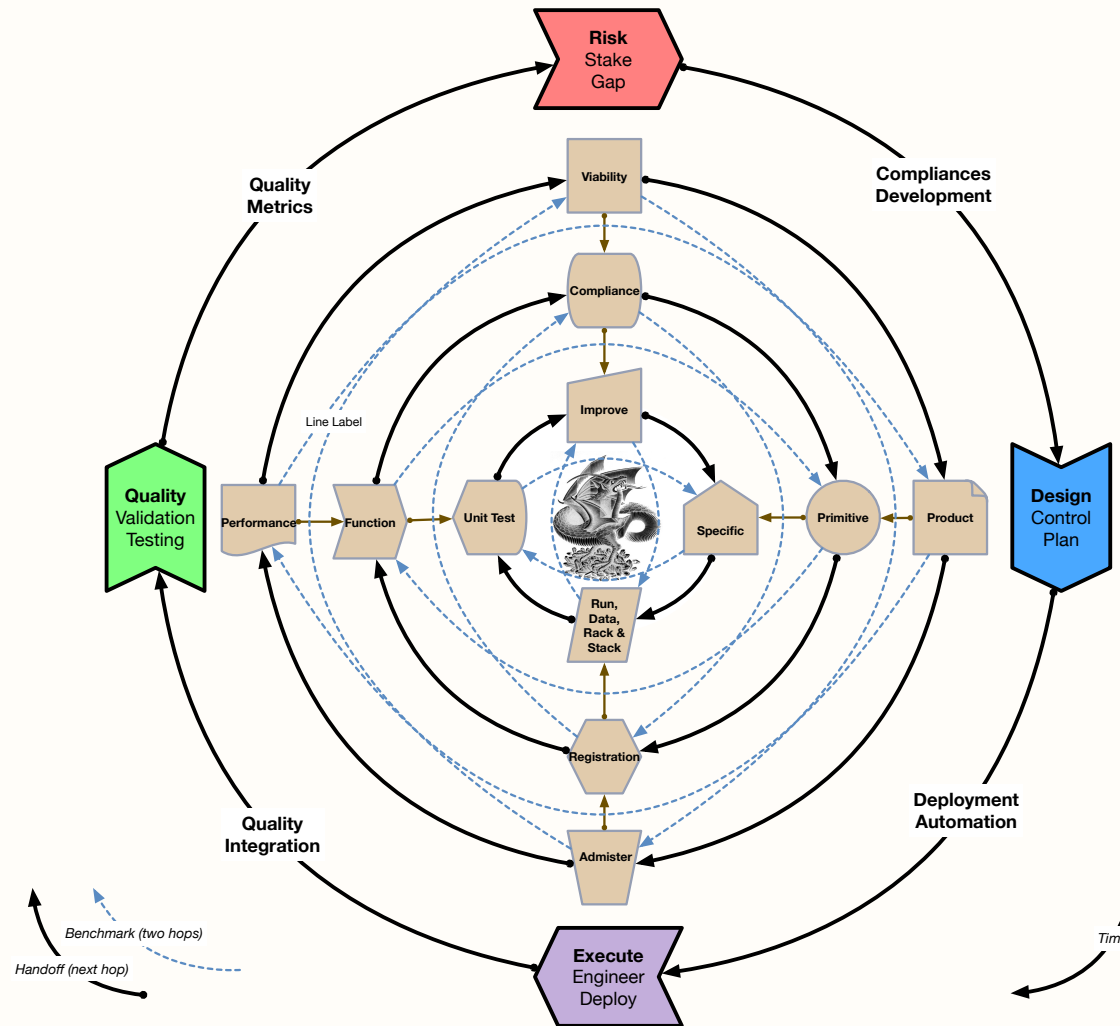 Risk
Stake
Gap
Quality
Metrics
Compliances
Development
Viability
Compliance
Improve
Line Label
Quality
Validation
Testing
Performance
Function
Unit Test
Specific
Primitive
Product
Design
Control
Plan
Run,
Data,
Rack &
Stack
Registration
Quality
Integration
Deployment
Automation
Admister
Benchmark (two hops)
Handoff (next hop)
Execute
Engineer
Deploy
Tim